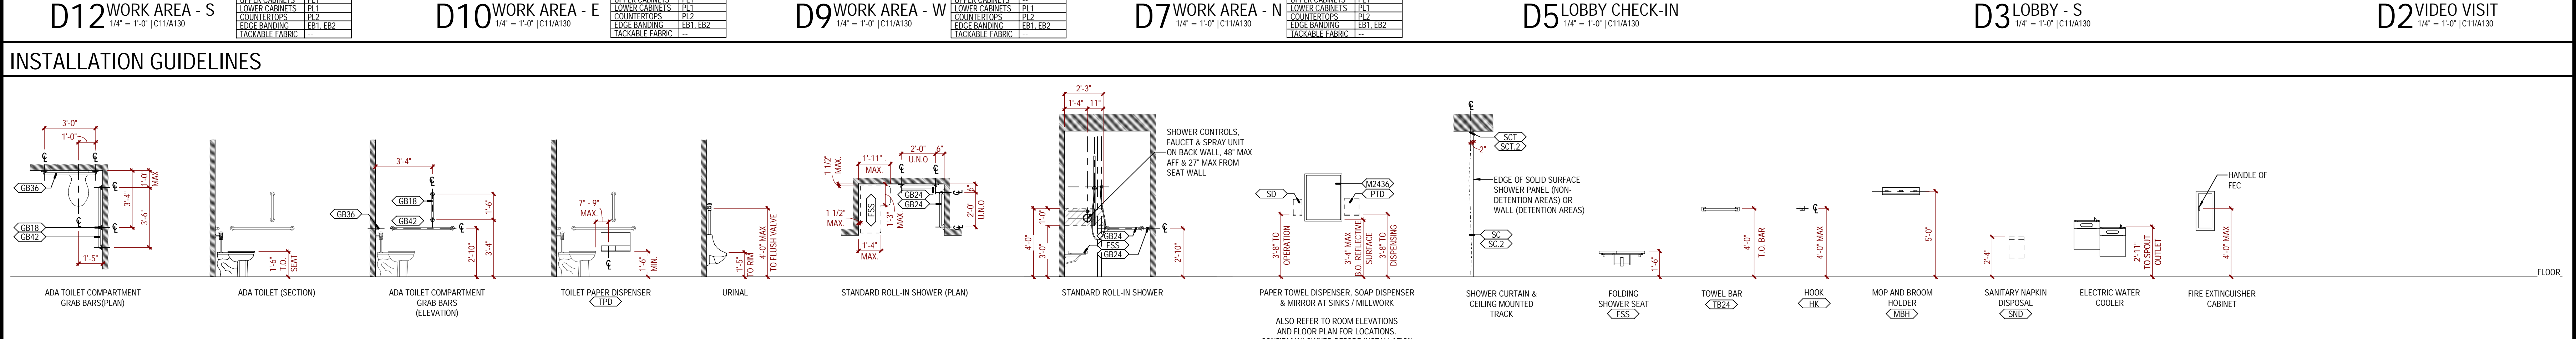 D12 WORK AREA - S
1/4" = 1'-0" |C11/A130
LOWER CABINETS PL1
COUNTERTOPS PL2
EDGE BANDING EB1, EB2
TACKABLE FABRIC --
D10 WORK AREA - E
1/4" = 1'-0" |C11/A130
LOWER CABINETS PL1
COUNTERTOPS PL2
EDGE BANDING EB1, EB2
TACKABLE FABRIC --
D9 WORK AREA - W
1/4" = 1'-0" |C11/A130
LOWER CABINETS PL1
COUNTERTOPS PL2
EDGE BANDING EB1, EB2
TACKABLE FABRIC --
D7 WORK AREA - N
1/4" = 1'-0" |C11/A130
LOWER CABINETS PL1
COUNTERTOPS PL2
EDGE BANDING EB1, EB2
TACKABLE FABRIC --
D5 LOBBY CHECK-IN
1/4" = 1'-0" |C11/A130
D3 LOBBY - S
1/4" = 1'-0" |C11/A130
D2 VIDEO VISIT
1/4" = 1'-0" |C11/A130
INSTALLATION GUIDELINES
3'-0"
1'-0"
GB36
1'-0"
MAX
3'-4"
3'-6"
GB18
GB42
1'-5"
ADA TOILET COMPARTMENT
GRAB BARS(PLAN)
1'-6"
T.O.
SEAT
ADA TOILET (SECTION)
3'-4"
GB18
GB36
GB42
1'-6"
2'-10"
3'-4"
ADA TOILET COMPARTMENT
GRAB BARS
(ELEVATION)
7" - 9"
MAX.
1'-6"
MIN.
TOILET PAPER DISPENSER
TPD
1'-5"
TO RIM
4'-0" MAX
TO FLUSH VALVE
URINAL
1 1/2"
MAX.
1'-11"
MAX.
2'-0"
U.N.O
6"
GB24
GB24
FSS
1'-3"
MAX.
6"
2'-0"
U.N.O
1 1/2"
MAX.
1'-4"
MAX.
STANDARD ROLL-IN SHOWER (PLAN)
2'-3"
1'-4"
11"
SHOWER CONTROLS,
FAUCET & SPRAY UNIT
ON BACK WALL, 48" MAX
AFF & 27" MAX FROM
SEAT WALL
4'-0"
1'-0"
3'-0"
GB24
FSS
GB24
2'-10"
STANDARD ROLL-IN SHOWER
SD
M2436
PTD
3'-8" TO
OPERATION
3'-4" MAX
B.O. REFLECTIVE
SURFACE
3'-8" TO
DISPENSING
PAPER TOWEL DISPENSER, SOAP DISPENSER
& MIRROR AT SINKS / MILLWORK
ALSO REFER TO ROOM ELEVATIONS
AND FLOOR PLAN FOR LOCATIONS.
SCT
SCT.2
2"
EDGE OF SOLID SURFACE
SHOWER PANEL (NON-
DETENTION AREAS) OR
WALL (DETENTION AREAS)
SC
SC.2
SHOWER CURTAIN &
CEILING MOUNTED
TRACK
1'-6"
FOLDING
SHOWER SEAT
FSS
4'-0"
T.O. BAR
TOWEL BAR
TB24
4'-0" MAX
HOOK
HK
5'-0"
MOP AND BROOM
HOLDER
MBH
2'-4"
SANITARY NAPKIN
DISPOSAL
SND
2'-11"
TO SPOUT
OUTLET
ELECTRIC WATER
COOLER
HANDLE OF
FEC
4'-0" MAX
FIRE EXTINGUISHER
CABINET
FLOOR